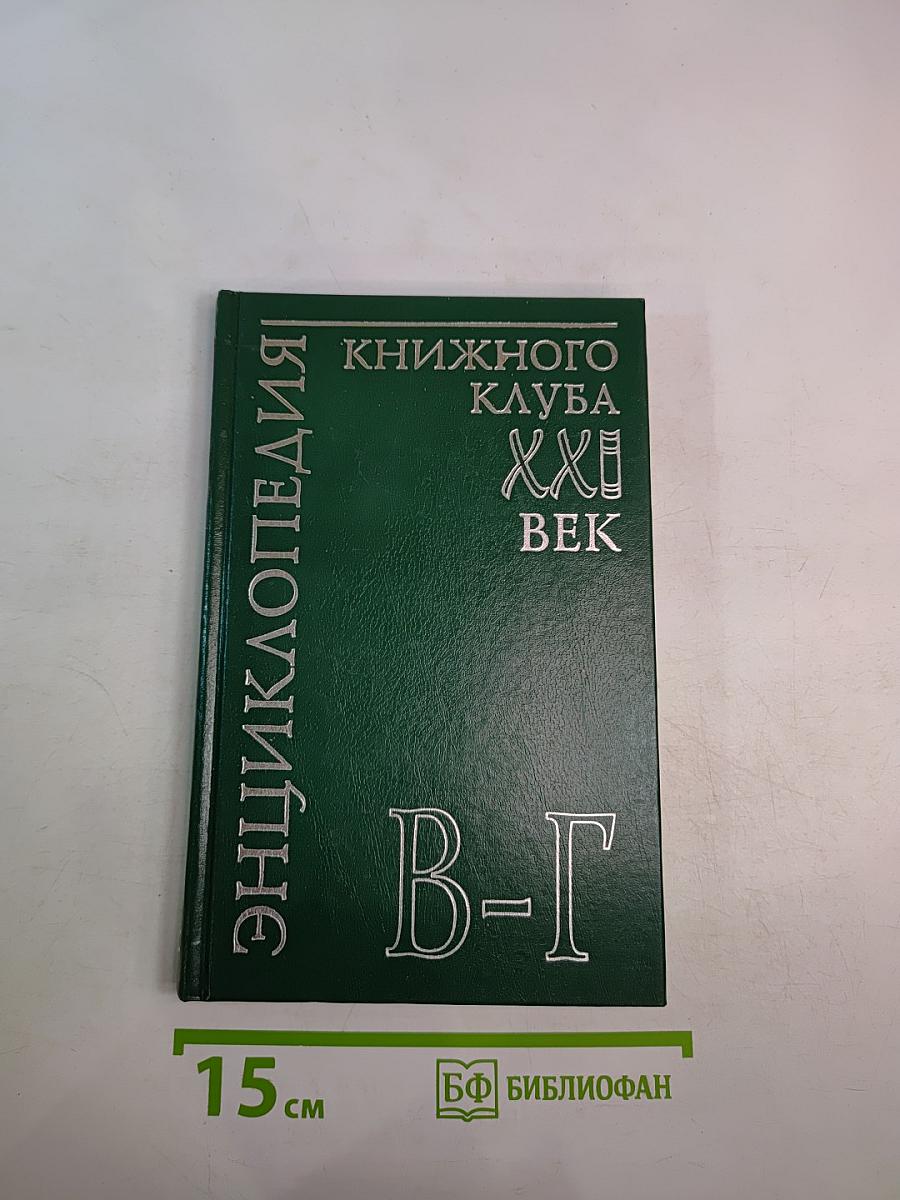 ЭНЦИКЛОПЕДИЯ
КНИЖНОГО
КЛУБА
XXI
ВЕК
В-Г
15 см
БФ БИБЛИОФАН